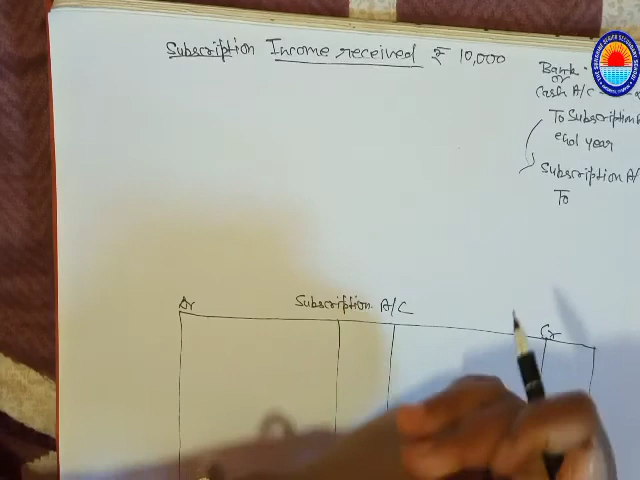 Subscription Income received ₹ 10,000
Bank
or
Cash A/C
To Subscription
end year
Subscription A/
To
Dr Subscription A/C Cr